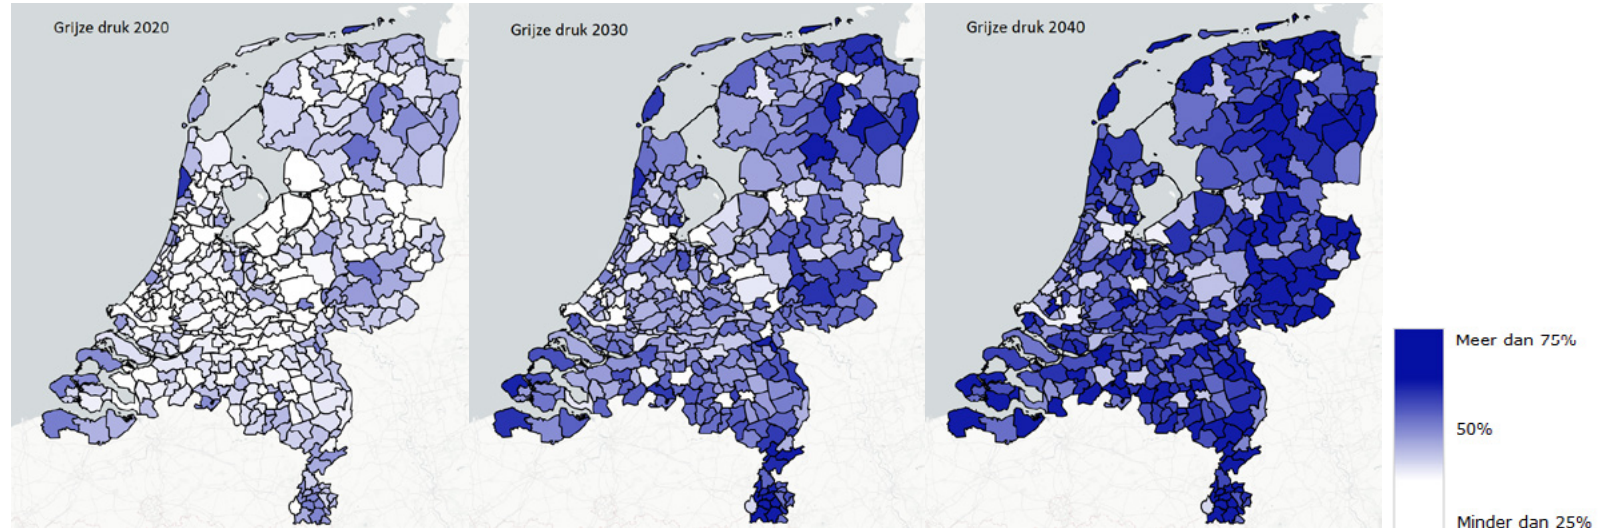 Grijze druk 2020
Grijze druk 2030
Grijze druk 2040
Meer dan 75%
50%
Minder dan 25%